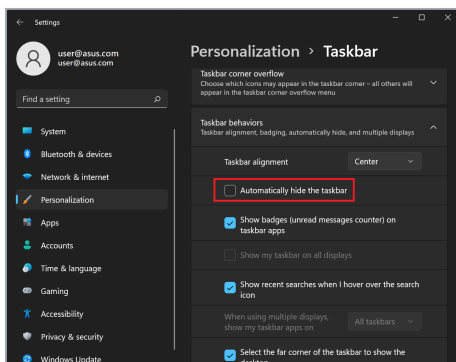 Settings
user@asus.com
user@asus.com
Find a setting
System
Bluetooth & devices
Network & internet
Personalization
Apps
Accounts
Time & language
Gaming
Accessibility
Privacy & security
Windows Update
Personalization > Taskbar
Taskbar corner overflow
Choose which icons may appear in the taskbar corner – all others will
appear in the taskbar corner overflow menu
Taskbar behaviors
Taskbar alignment, badging, automatically hide, and multiple displays
Taskbar alignment
Center
Automatically hide the taskbar
Show badges (unread messages counter) on
taskbar apps
Show my taskbar on all displays
Show recent searches when I hover over the search
icon
When using multiple displays,
show my taskbar apps on
All taskbars
Select the far corner of the taskbar to show the
desktop